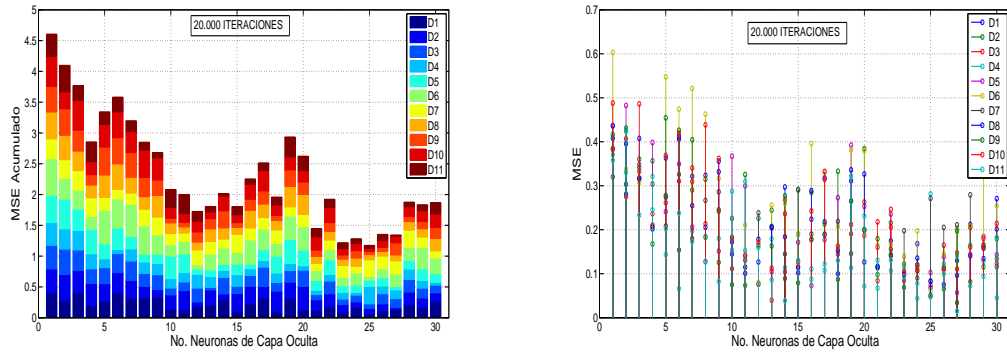 20.000 ITERACIONES
MSE Acumulado
5
4.5
4
3.5
3
2.5
2
1.5
1
0.5
0
0
5
10
15
20
25
30
No. Neuronas de Capa Oculta
D1
D2
D3
D4
D5
D6
D7
D8
D9
D10
D11
20.000 ITERACIONES
MSE
0.7
0.6
0.5
0.4
0.3
0.2
0.1
0
0
5
10
15
20
25
30
No. Neuronas de Capa Oculta
D1
D2
D3
D4
D5
D6
D7
D8
D9
D10
D11